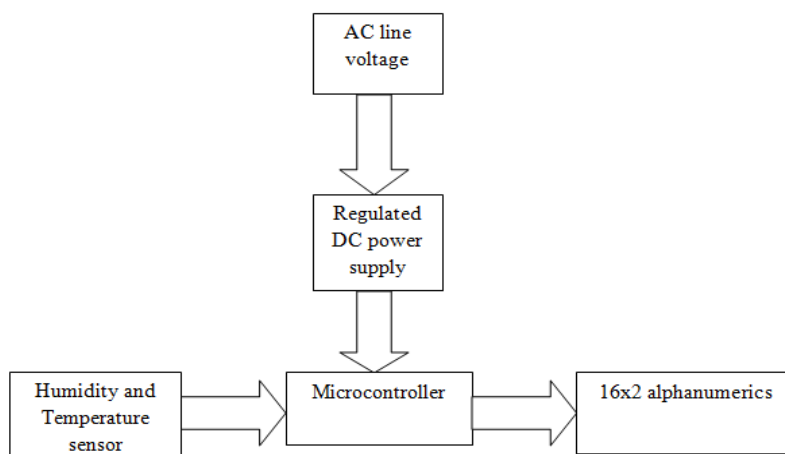 AC line
voltage
Regulated
DC power
supply
Humidity and
Temperature
sensor
Microcontroller
16x2 alphanumerics